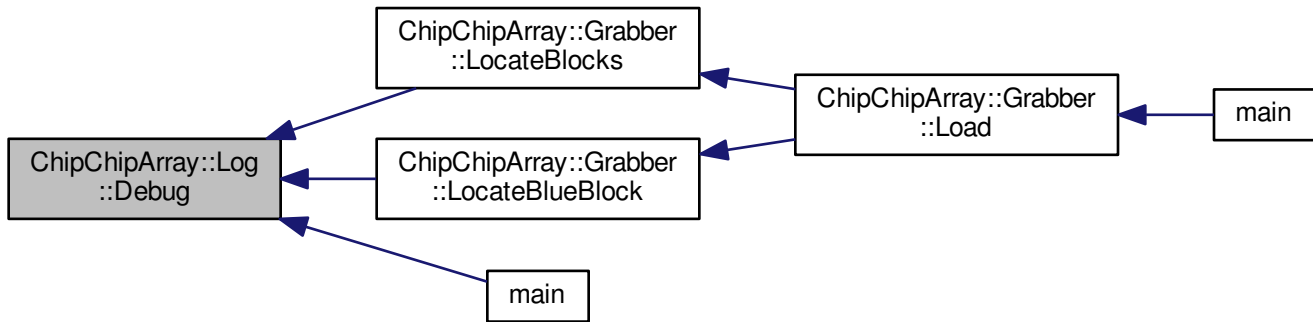 ChipChipArray::Grabber
::LocateBlocks
ChipChipArray::Grabber
::Load
main
ChipChipArray::Log
::Debug
ChipChipArray::Grabber
::LocateBlueBlock
main